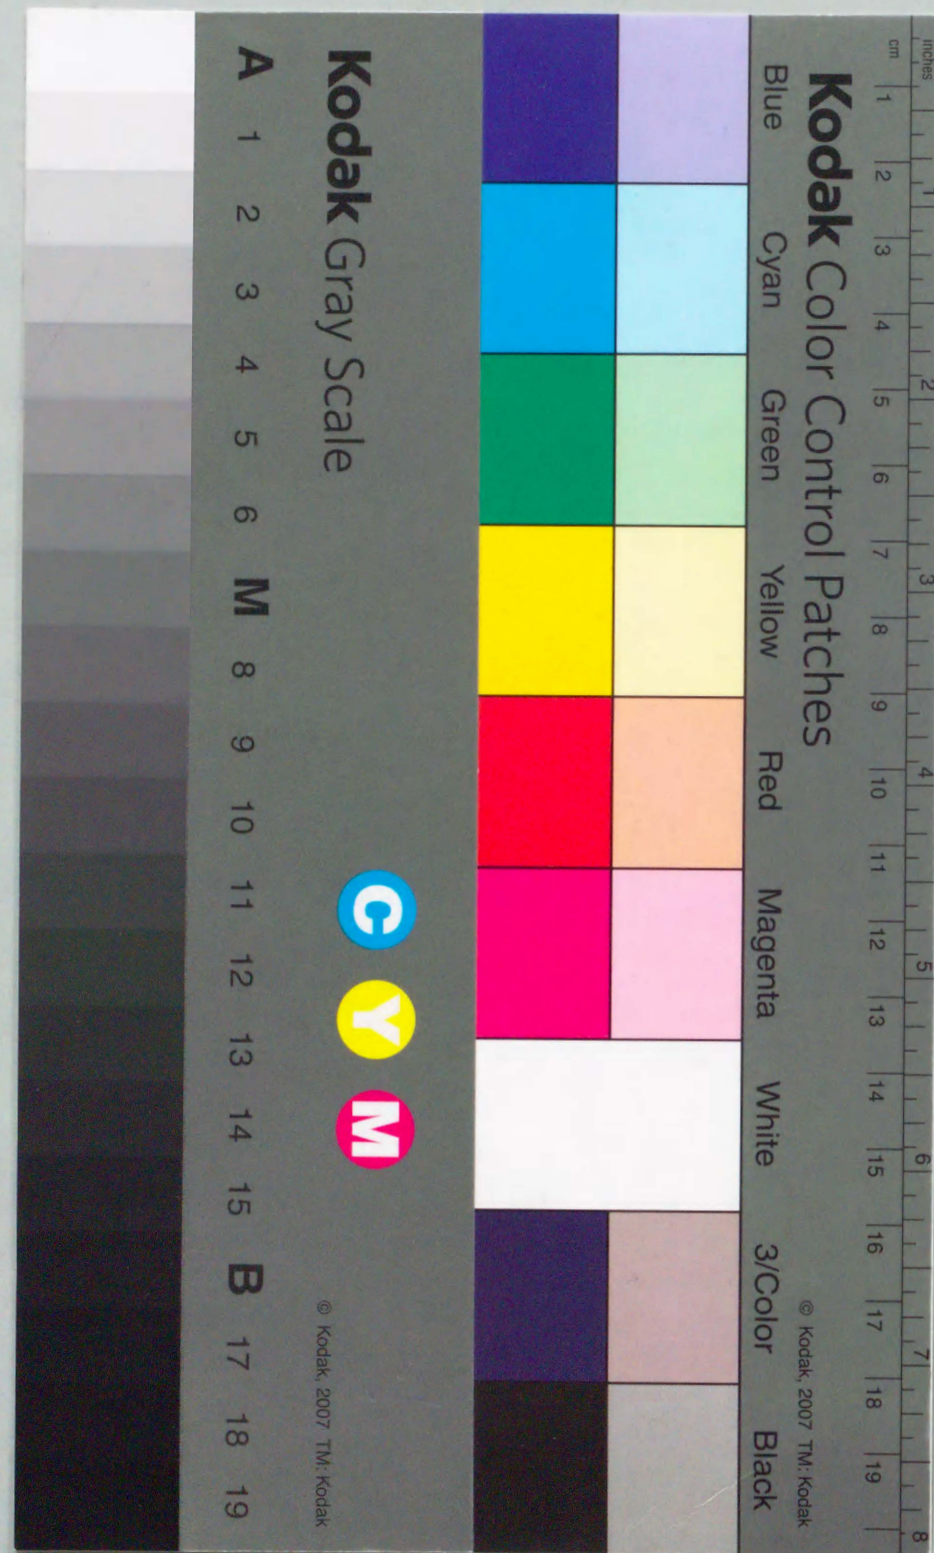 inches 1 2 3 4 5 6 7 8
cm 1 2 3 4 5 6 7 8 9 10 11 12 13 14 15 16 17 18 19
Kodak Color Control Patches
© Kodak, 2007 TM: Kodak
Blue Cyan Green Yellow Red Magenta White 3/Color Black
Kodak Gray Scale
C Y M
© Kodak, 2007 TM: Kodak
A 1 2 3 4 5 6 M 8 9 10 11 12 13 14 15 B 17 18 19